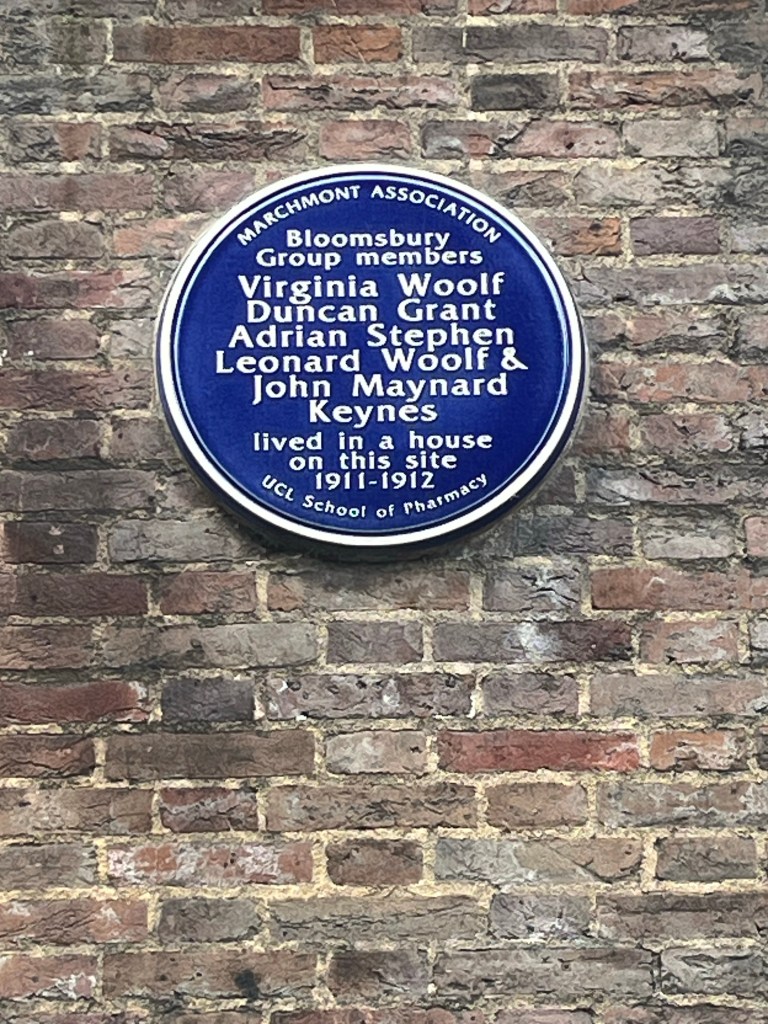 MARCHMONT ASSOCIATION
Bloomsbury
Group members
Virginia Woolf
Duncan Grant
Adrian Stephen
Leonard Woolf &
John Maynard
Keynes
lived in a house
on this site
1911-1912
UCL School of Pharmacy